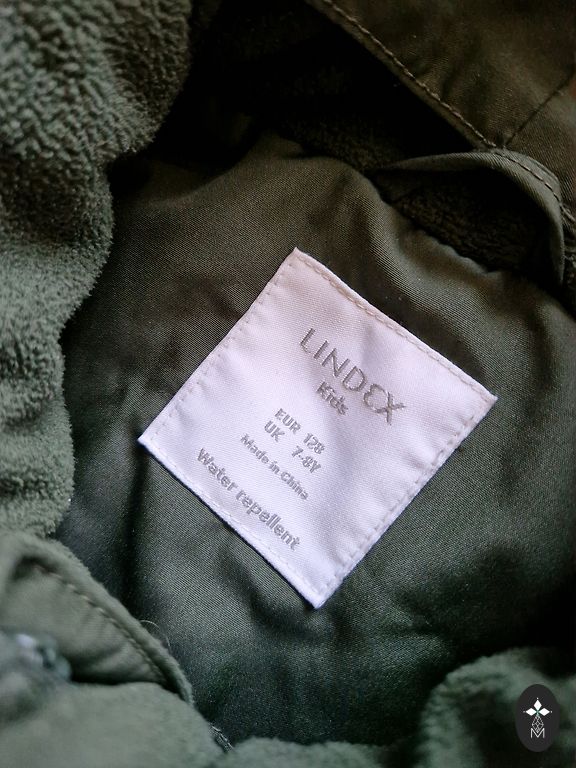 LINDEX
Kids
EUR 128
UK 7-8Y
Made in China
Water repellent
M